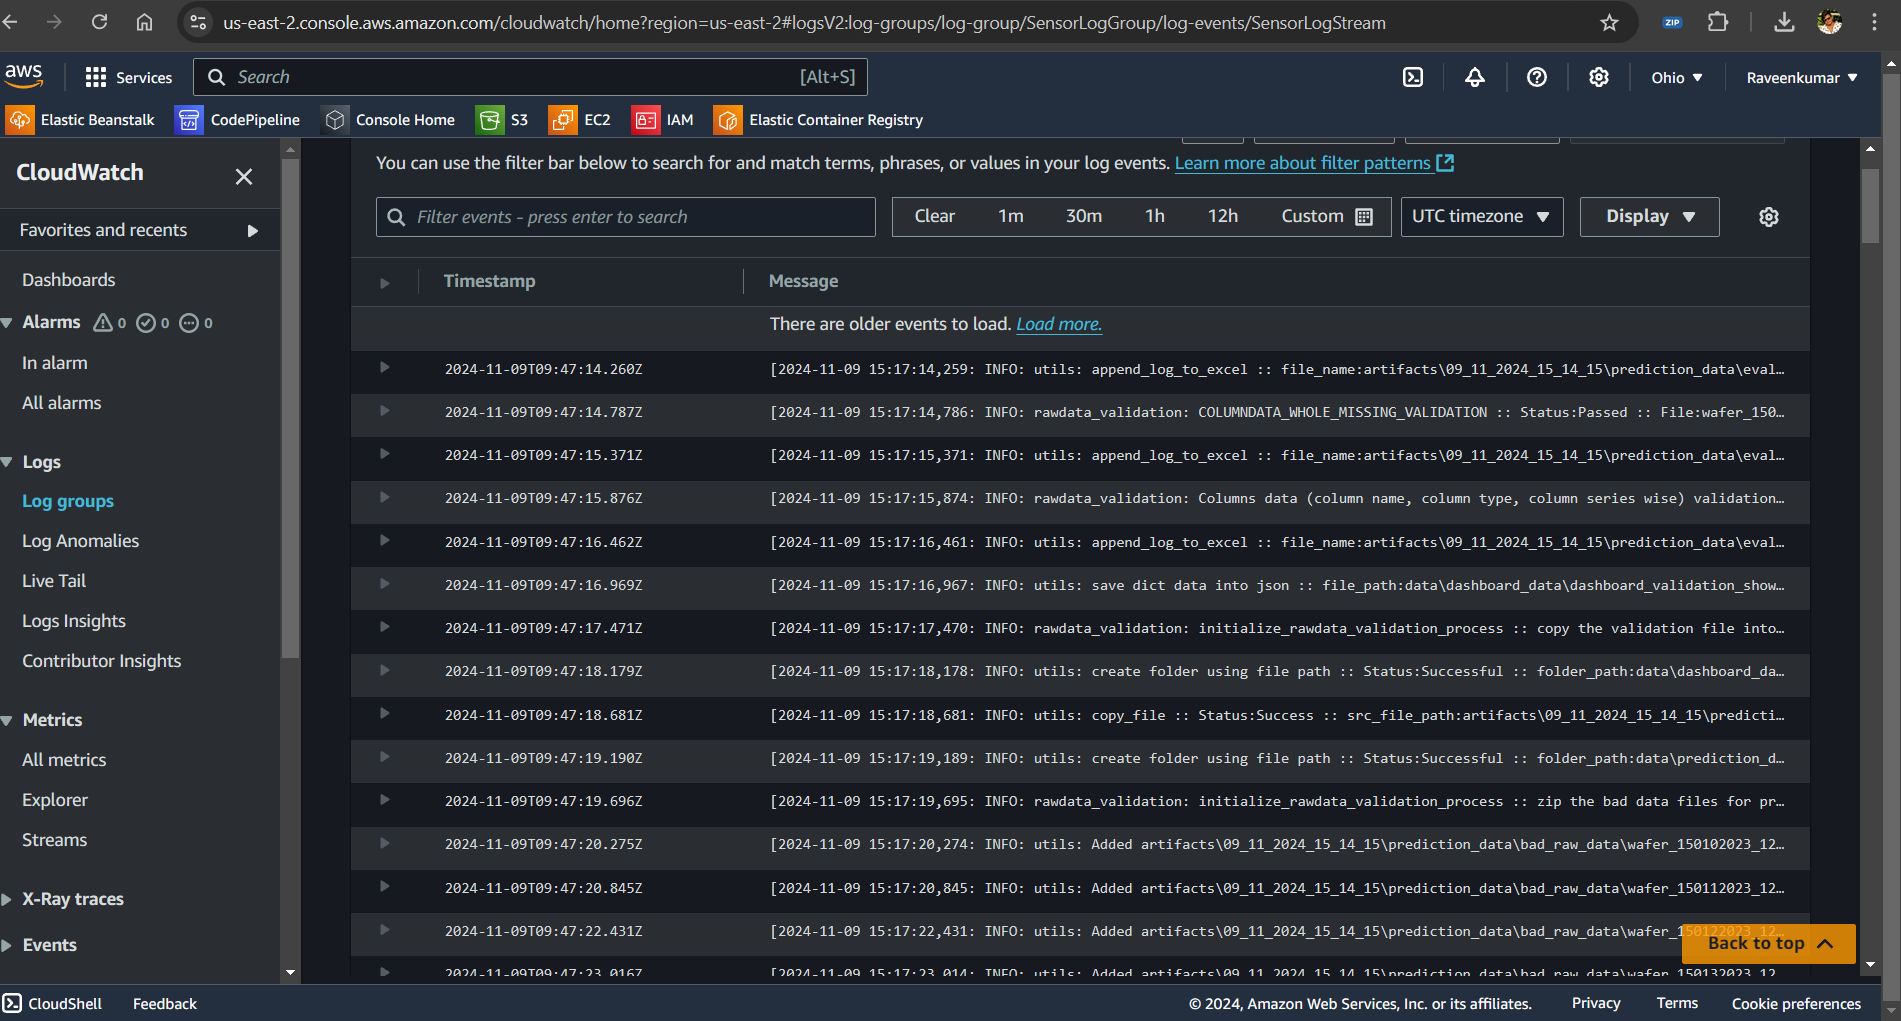 us-east-2.console.aws.amazon.com/cloudwatch/home?region=us-east-2#logsV2:log-groups/log-group/SensorLogGroup/log-events/SensorLogStream
ZIP
aws
Services
Search
[Alt+S]
Ohio
Raveenkumar
Elastic Beanstalk
CodePipeline
Console Home
S3
EC2
IAM
Elastic Container Registry
CloudWatch
Favorites and recents
Dashboards
Alarms 0 0 0
In alarm
All alarms
Logs
Log groups
Log Anomalies
Live Tail
Logs Insights
Contributor Insights
Metrics
All metrics
Explorer
Streams
X-Ray traces
Events
You can use the filter bar below to search for and match terms, phrases, or values in your log events. Learn more about filter patterns
Filter events - press enter to search
Clear 1m 30m 1h 12h Custom
UTC timezone
Display
Timestamp Message
There are older events to load. Load more.
2024-11-09T09:47:14.260Z [2024-11-09 15:17:14,259: INFO: utils: append_log_to_excel :: file_name:artifacts\09_11_2024_15_14_15\prediction_data\eval…
2024-11-09T09:47:14.787Z [2024-11-09 15:17:14,786: INFO: rawdata_validation: COLUMNDATA_WHOLE_MISSING_VALIDATION :: Status:Passed :: File:wafer_150…
2024-11-09T09:47:15.371Z [2024-11-09 15:17:15,371: INFO: utils: append_log_to_excel :: file_name:artifacts\09_11_2024_15_14_15\prediction_data\eval…
2024-11-09T09:47:15.876Z [2024-11-09 15:17:15,874: INFO: rawdata_validation: Columns data (column name, column type, column series wise) validation…
2024-11-09T09:47:16.462Z [2024-11-09 15:17:16,461: INFO: utils: append_log_to_excel :: file_name:artifacts\09_11_2024_15_14_15\prediction_data\eval…
2024-11-09T09:47:16.969Z [2024-11-09 15:17:16,967: INFO: utils: save dict data into json :: file_path:data\dashboard_data\dashboard_validation_show…
2024-11-09T09:47:17.471Z [2024-11-09 15:17:17,470: INFO: rawdata_validation: initialize_rawdata_validation_process :: copy the validation file into…
2024-11-09T09:47:18.179Z [2024-11-09 15:17:18,178: INFO: utils: create folder using file path :: Status:Successful :: folder_path:data\dashboard_da…
2024-11-09T09:47:18.681Z [2024-11-09 15:17:18,681: INFO: utils: copy_file :: Status:Success :: src_file_path:artifacts\09_11_2024_15_14_15\predicti…
2024-11-09T09:47:19.190Z [2024-11-09 15:17:19,189: INFO: utils: create folder using file path :: Status:Successful :: folder_path:data\prediction_d…
2024-11-09T09:47:19.696Z [2024-11-09 15:17:19,695: INFO: rawdata_validation: initialize_rawdata_validation_process :: zip the bad data files for pr…
2024-11-09T09:47:20.275Z [2024-11-09 15:17:20,274: INFO: utils: Added artifacts\09_11_2024_15_14_15\prediction_data\bad_raw_data\wafer_150102023_12…
2024-11-09T09:47:20.845Z [2024-11-09 15:17:20,845: INFO: utils: Added artifacts\09_11_2024_15_14_15\prediction_data\bad_raw_data\wafer_150112023_12…
2024-11-09T09:47:22.431Z [2024-11-09 15:17:22,431: INFO: utils: Added artifacts\09_11_2024_15_14_15\prediction_data\bad_raw_data\wafer_150122023_12…
2024-11-09T09:47:23.016Z [2024-11-09 15:17:23,014: INFO: utils: Added artifacts\09_11_2024_15_14_15\prediction_data\bad_raw_data\wafer_150132023_12…
Back to top
CloudShell
Feedback
© 2024, Amazon Web Services, Inc. or its affiliates.
Privacy
Terms
Cookie preferences